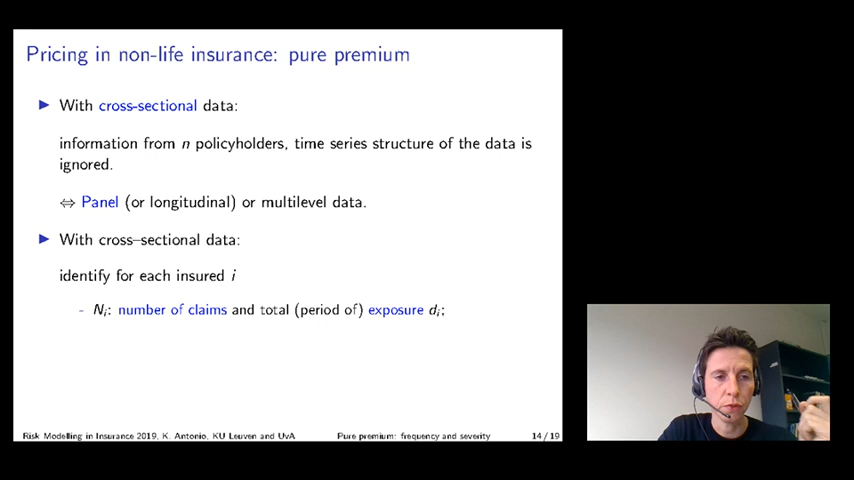 Pricing in non-life insurance: pure premium
▶ With cross-sectional data:
information from n policyholders, time series structure of the data is
ignored.
⇔ Panel (or longitudinal) or multilevel data.
▶ With cross–sectional data:
identify for each insured i
- Nᵢ: number of claims and total (period of) exposure dᵢ;
Risk Modelling in Insurance 2019, K. Antonio, KU Leuven and UvA Pure premium: frequency and severity 14 / 19